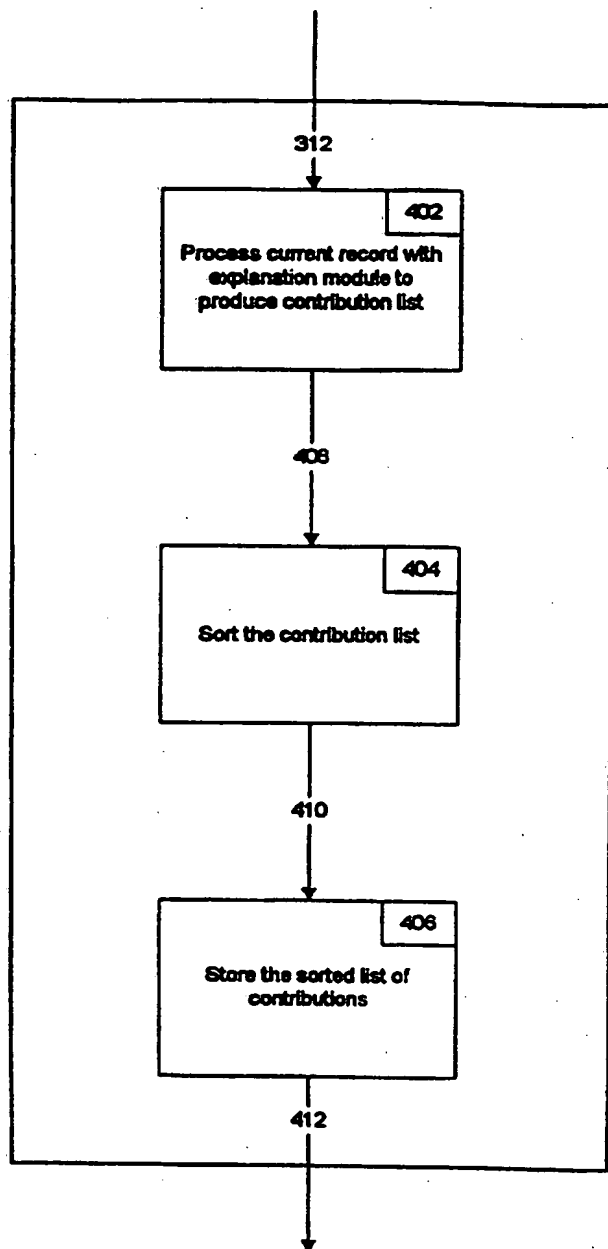 312
402
Process current record with
explanation module to
produce contribution list
408
404
Sort the contribution list
410
406
Store the sorted list of
contributions
412